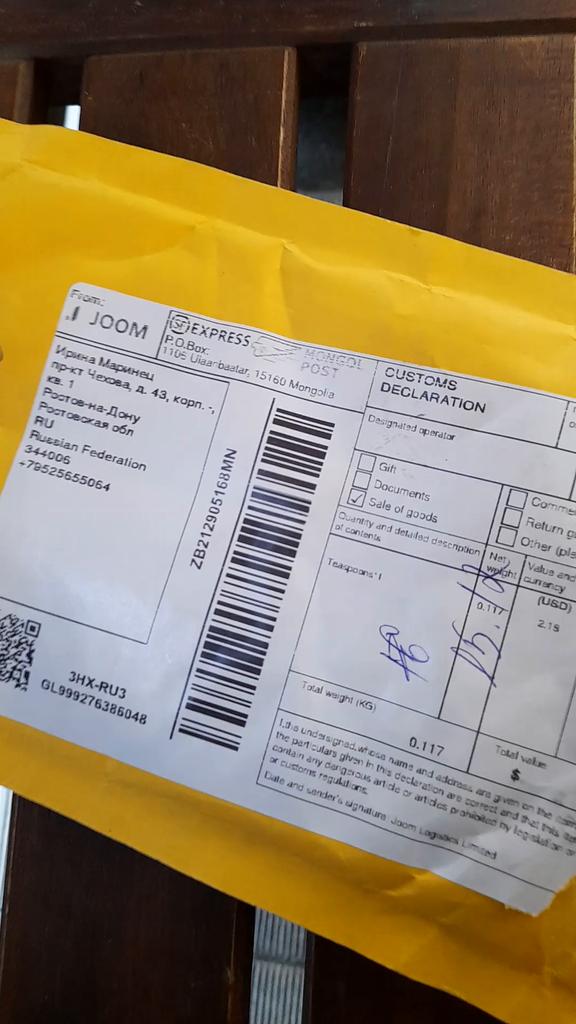 From:
JOOM
SF EXPRESS
MONGOL
POST
P.O.Box:
1106 Ulaanbaatar, 15160 Mongolia
CUSTOMS
DECLARATION
Designated operator
Ирина Маринец
пр-кт Чехова, д. 43, корп. -,
кв. 1
Ростов-на-Дону
Ростовская обл
RU
Russian Federation
344006
+79525655064
ZB212905168MN
3HX-RU3
GL999276386048
Gift
Documents
Sale of goods
Return
Other
Quantity and detailed description
of contents
Net
weight
Value and
currency
(USD)
Teaspoons*1
0.117
2.18
Total weight (KG)
0.117
Total value
$
I, the undersigned, whose name and address are given on the
the particulars given in this declaration are correct and that this
contain any dangerous article or articles prohibited by legislation or
or customs regulations.
Date and sender's signature: Joom Logistics Limited